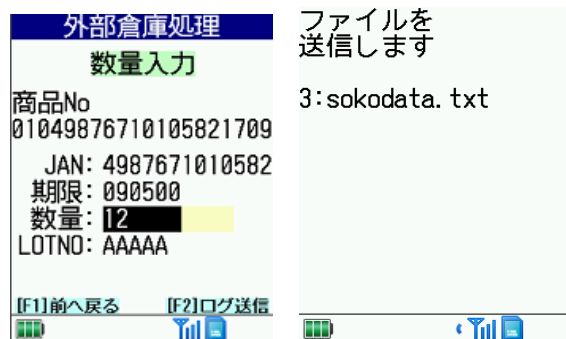 外部倉庫処理
数量入力
商品No
01049876710105821709
JAN: 4987671010582
期限: 090500
数量: 12
LOTNO: AAAAA
[F1]前へ戻る [F2]ログ送信
ファイルを
送信します
3:sokodata.txt